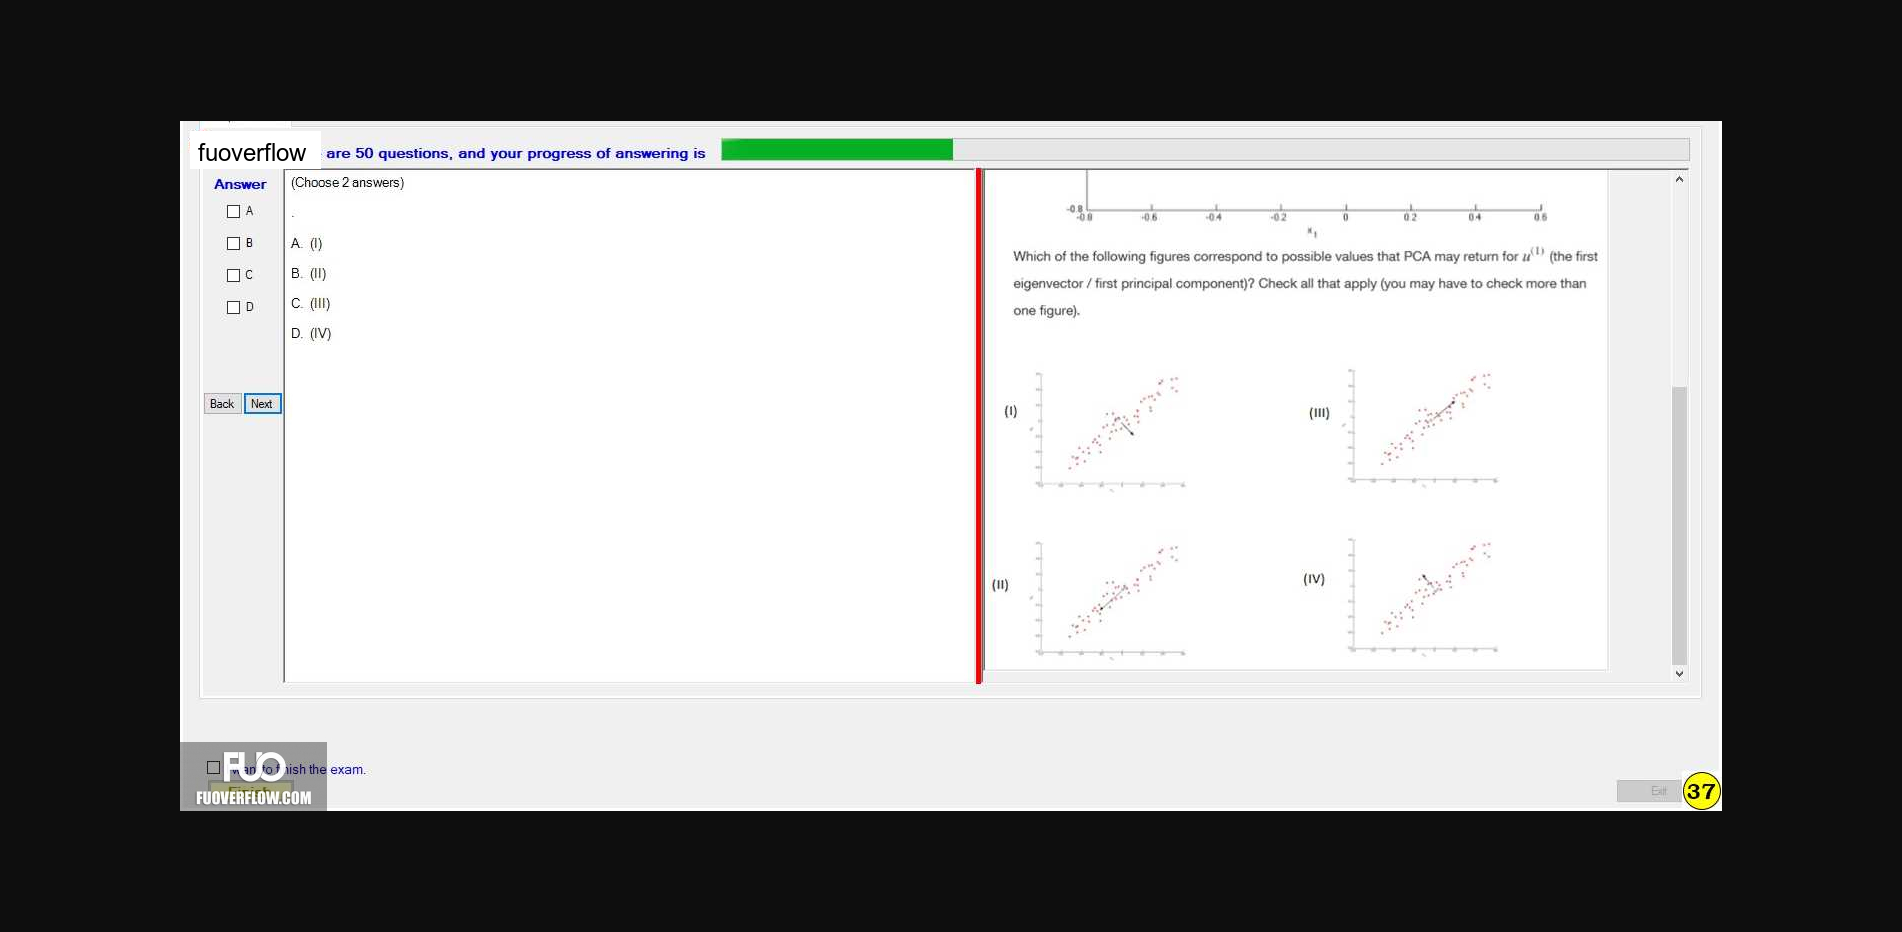 fuoverflow are 50 questions, and your progress of answering is
Answer
A
B
C
D
Back Next
(Choose 2 answers)
.
A. (I)
B. (II)
C. (III)
D. (IV)
-0.8
-0.8 -0.6 -0.4 -0.2 0 0.2 0.4 0.6
x1
Which of the following figures correspond to possible values that PCA may return for u(1) (the first
eigenvector / first principal component)? Check all that apply (you may have to check more than
one figure).
(I) (III)
(II) (IV)
FUO
to finish the exam.
Finish
FUOVERFLOW.COM
Exit
37